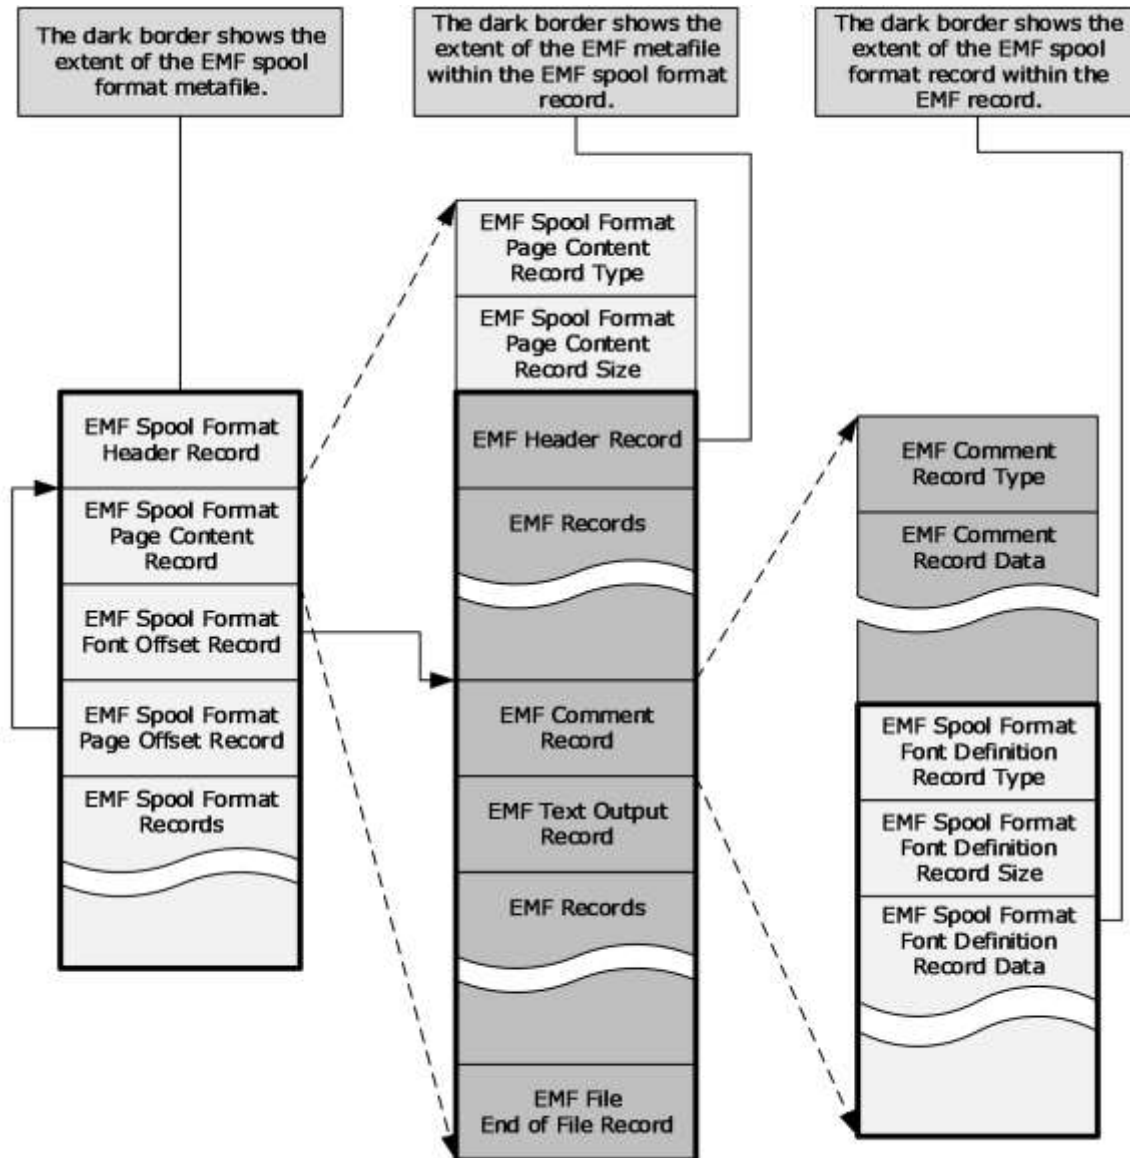 The dark border shows the
extent of the EMF spool
format metafile.
The dark border shows the
extent of the EMF metafile
within the EMF spool format
record.
The dark border shows the
extent of the EMF spool
format record within the
EMF record.
EMF Spool Format
Header Record
EMF Spool Format
Page Content
Record
EMF Spool Format
Font Offset Record
EMF Spool Format
Page Offset Record
EMF Spool Format
Records
EMF Spool Format
Page Content
Record Type
EMF Spool Format
Page Content
Record Size
EMF Header Record
EMF Records
EMF Comment
Record
EMF Text Output
Record
EMF Records
EMF File
End of File Record
EMF Comment
Record Type
EMF Comment
Record Data
EMF Spool Format
Font Definition
Record Type
EMF Spool Format
Font Definition
Record Size
EMF Spool Format
Font Definition
Record Data